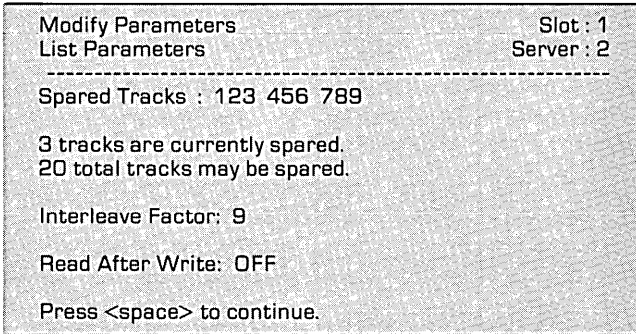 Modify Parameters Slot : 1
List Parameters Server : 2
--------------------------------------------------------------
Spared Tracks : 123 456 789
3 tracks are currently spared.
20 total tracks may be spared.
Interleave Factor: 9
Read After Write: OFF
Press <space> to continue.